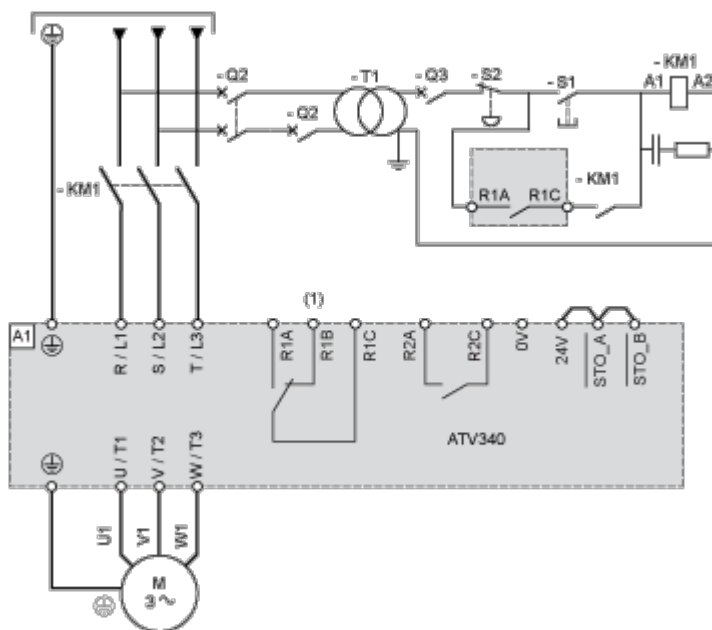 - Q2
- T1
- Q3
- S2
- S1
- KM1
A1
A2
- Q2
- KM1
R1A
R1C
- KM1
(1)
A1
R / L1
S / L2
T / L3
R1A
R1B
R1C
R2A
R2C
0V
24V
STO_A
STO_B
ATV340
U / T1
V / T2
W / T3
U1
V1
W1
M
3 ~